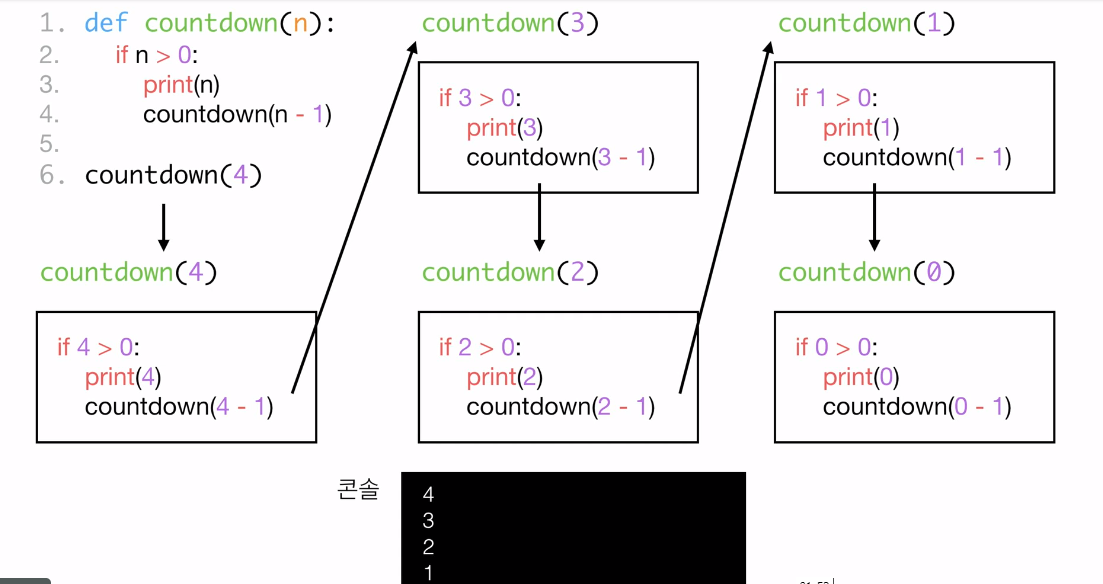 1. def countdown(n):
2. if n > 0:
3. print(n)
4. countdown(n - 1)
5.
6. countdown(4)
countdown(4)
if 4 > 0:
print(4)
countdown(4 - 1)
countdown(3)
if 3 > 0:
print(3)
countdown(3 - 1)
countdown(2)
if 2 > 0:
print(2)
countdown(2 - 1)
countdown(1)
if 1 > 0:
print(1)
countdown(1 - 1)
countdown(0)
if 0 > 0:
print(0)
countdown(0 - 1)
콘솔
4
3
2
1